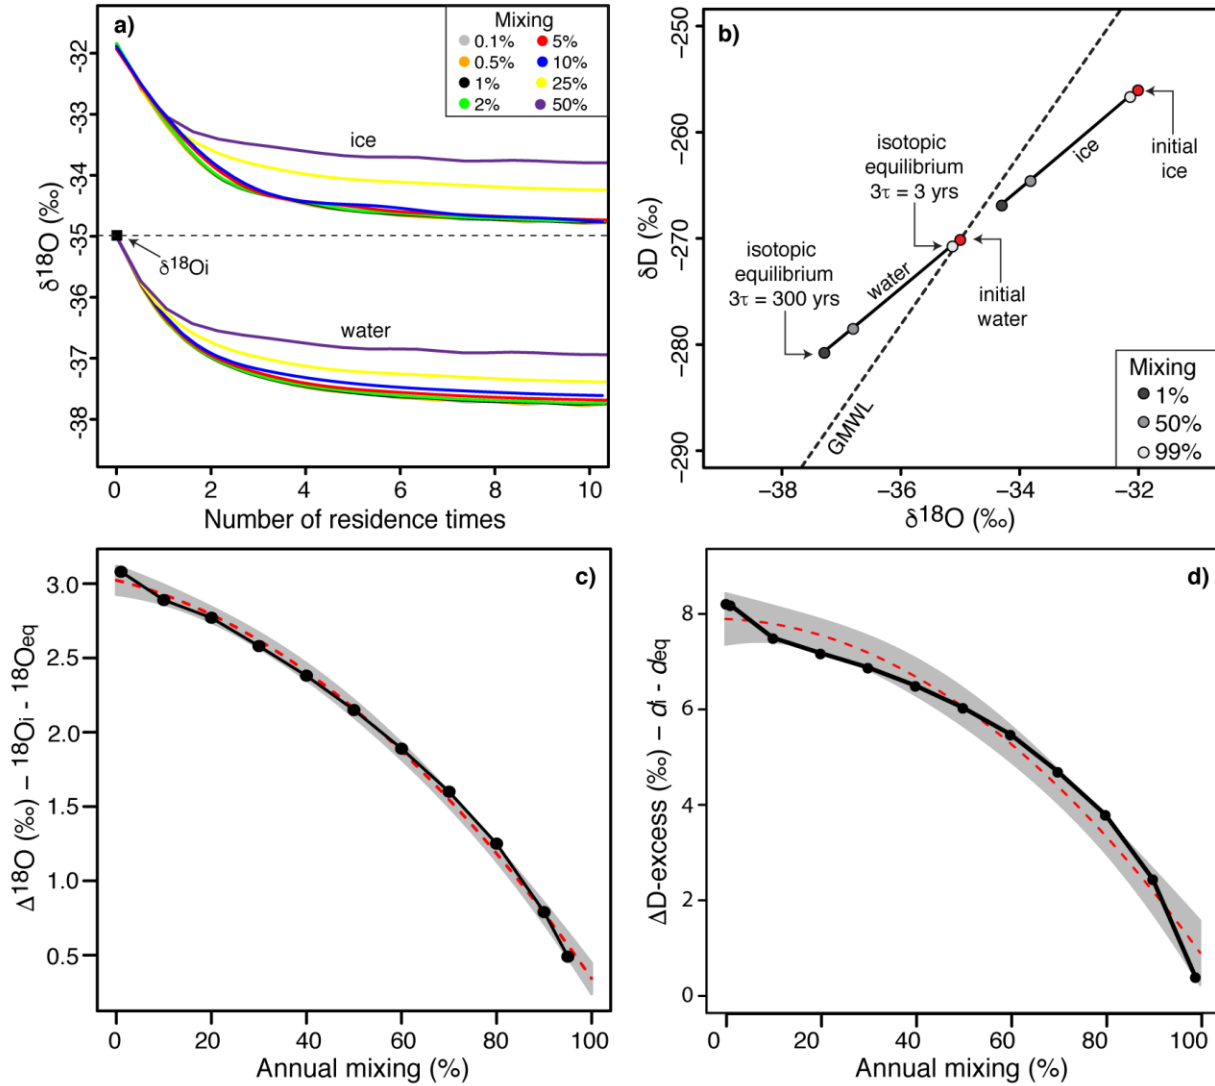 a)
Mixing
0.1%
5%
0.5%
10%
1%
25%
2%
50%
ice
δ18Oi
water
δ18O (‰)
-32
-33
-34
-35
-36
-37
-38
0
2
4
6
8
10
Number of residence times
b)
isotopic
equilibrium
3τ = 3 yrs
ice
initial
ice
isotopic
equilibrium
3τ = 300 yrs
water
initial
water
GMWL
Mixing
1%
50%
99%
δD (‰)
−250
−260
−270
−280
−290
−38
−36
−34
−32
δ18O (‰)
c)
Δ18O (‰) – 18Oi - 18Oeq
3.0
2.5
2.0
1.5
1.0
0.5
0
20
40
60
80
100
Annual mixing (%)
d)
ΔD-excess (‰) – di - deq
8
6
4
2
0
0
20
40
60
80
100
Annual mixing (%)